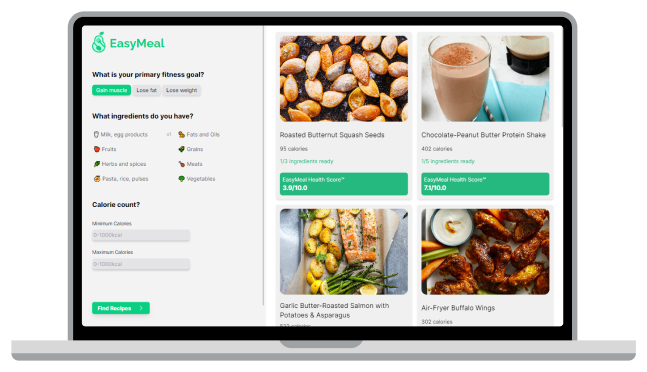 EasyMeal
What is your primary fitness goal?
Gain muscle
Lose fat
Lose weight
What ingredients do you have?
Milk, egg products
Fats and Oils
Fruits
Grains
Herbs and spices
Meats
Pasta, rice, pulses
Vegetables
Calorie count?
Minimum Calories
0-1000kcal
Maximum Calories
0-1000kcal
Find Recipes
Roasted Butternut Squash Seeds
95 calories
1/3 ingredients ready
EasyMeal Health Score™
3.9/10.0
Chocolate-Peanut Butter Protein Shake
402 calories
1/5 ingredients ready
EasyMeal Health Score™
7.1/10.0
Garlic Butter-Roasted Salmon with
Potatoes & Asparagus
calories
Air-Fryer Buffalo Wings
302 calories